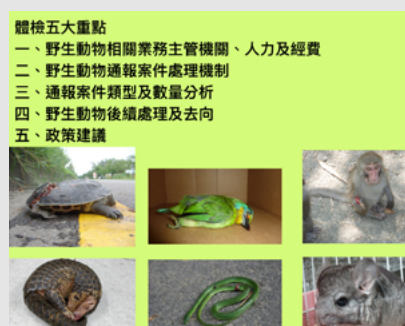 體檢五大重點
一、野生動物相關業務主管機關、人力及經費
二、野生動物通報案件處理機制
三、通報案件類型及數量分析
四、野生動物後續處理及去向
五、政策建議